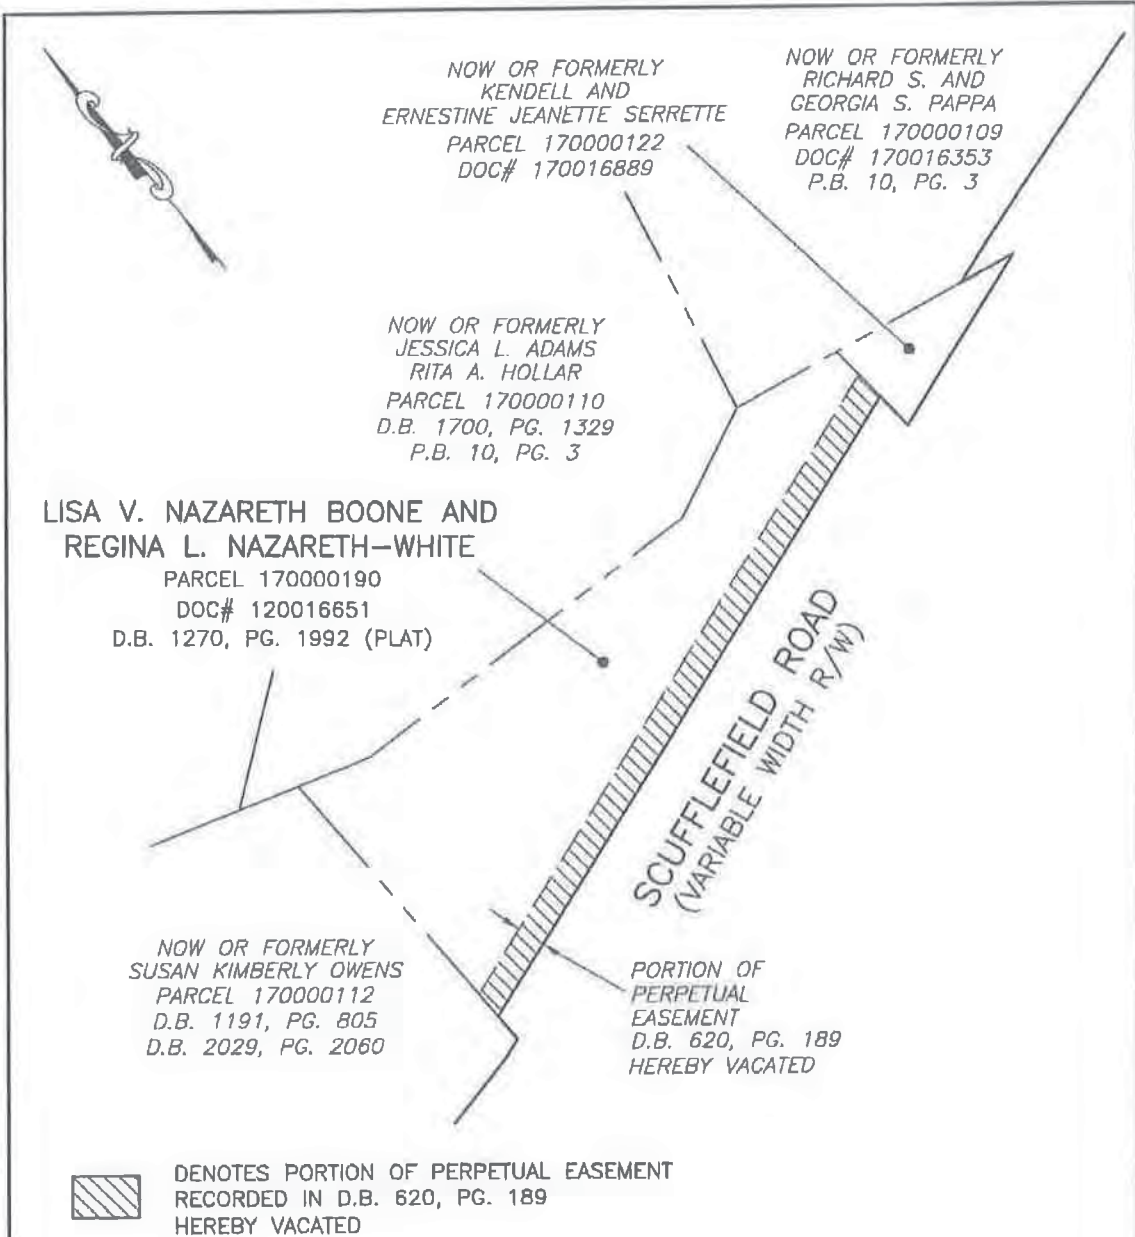 NOW OR FORMERLY
KENDELL AND
ERNESTINE JEANETTE SERRETTE
PARCEL 170000122
DOC# 170016889
NOW OR FORMERLY
RICHARD S. AND
GEORGIA S. PAPPA
PARCEL 170000109
DOC# 170016353
P.B. 10, PG. 3
NOW OR FORMERLY
JESSICA L. ADAMS
RITA A. HOLLAR
PARCEL 170000110
D.B. 1700, PG. 1329
P.B. 10, PG. 3
LISA V. NAZARETH BOONE AND
REGINA L. NAZARETH-WHITE
PARCEL 170000190
DOC# 120016651
D.B. 1270, PG. 1992 (PLAT)
SCUFFLEFIELD ROAD
(VARIABLE WIDTH R/W)
NOW OR FORMERLY
SUSAN KIMBERLY OWENS
PARCEL 170000112
D.B. 1191, PG. 805
D.B. 2029, PG. 2060
PORTION OF
PERPETUAL
EASEMENT
D.B. 620, PG. 189
HEREBY VACATED
DENOTES PORTION OF PERPETUAL EASEMENT
RECORDED IN D.B. 620, PG. 189
HEREBY VACATED